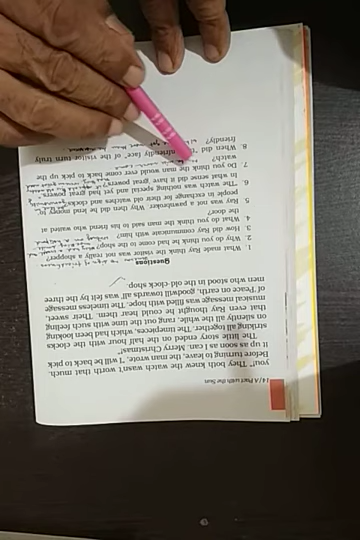 14 / A Pact with the Sun
you!" They both knew the watch wasn't worth that much.
Before turning to leave, the man wrote, "I will be back to pick
it up as soon as I can. Merry Christmas!"
The little story ended on the half hour with the clocks
striking all together. The timepieces, which had been looking
on silently all the while, rang out the time with such feeling
that even Ray thought he could hear them. Their sweet,
musical message was filled with hope. The timeless message
of 'Peace on earth, goodwill towards all' was felt by the three
men who stood in the old-clock shop.
Questions
1. What made Ray think the visitor was not really a shopper?
2. Why do you think he had come to the shop?
3. How did Ray communicate with him?
4. What do you think the man said to his friend who waited at
the door?
5. Ray was not a pawnbroker. Why then did he lend money to
people in exchange for their old watches and clocks?
6. "The watch was nothing special and yet had great powers."
In what sense did it have 'great powers'?
7. Do you think the man would ever come back to pick up the
watch?
8. When did the "friendly face" of the visitor turn truly
friendly?